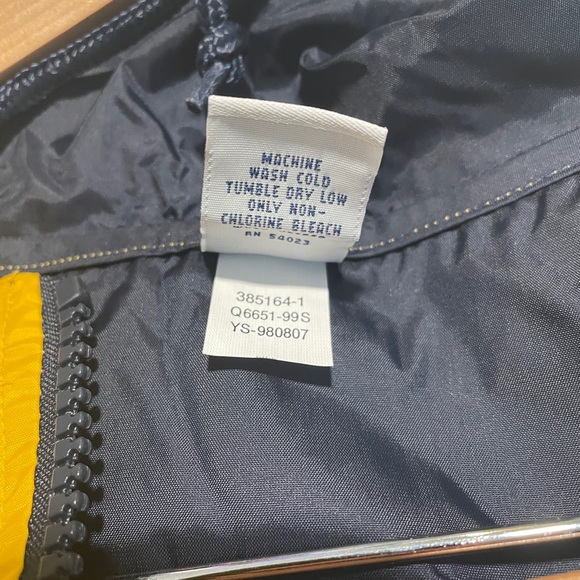 MACHINE
WASH COLD
TUMBLE DRY LOW
ONLY NON-
CHLORINE BLEACH
RN 54023
385164-1
Q6651-99S
YS-980807